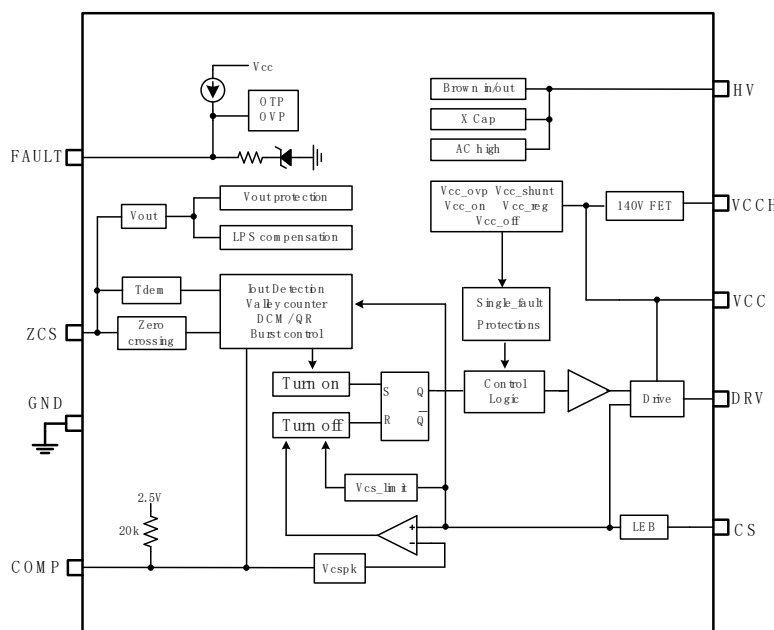 Vcc
OTP
OVP
FAULT
Brown in/out
X Cap
AC high
HV
Vout protection
Vout
LPS compensation
Vcc_ovp Vcc_shunt
Vcc_on Vcc_reg
Vcc_off
140V FET
VCCH
Tdem
Iout Detection
Valley counter
DCM/QR
Burst control
Zero
crossing
ZCS
Single_fault
Protections
VCC
GND
Turn on
Turn off
S Q
R Q
Control
Logic
Drive
DRV
Vcs_limit
2.5V
20k
+
-
LEB
CS
COMP
Vcspk